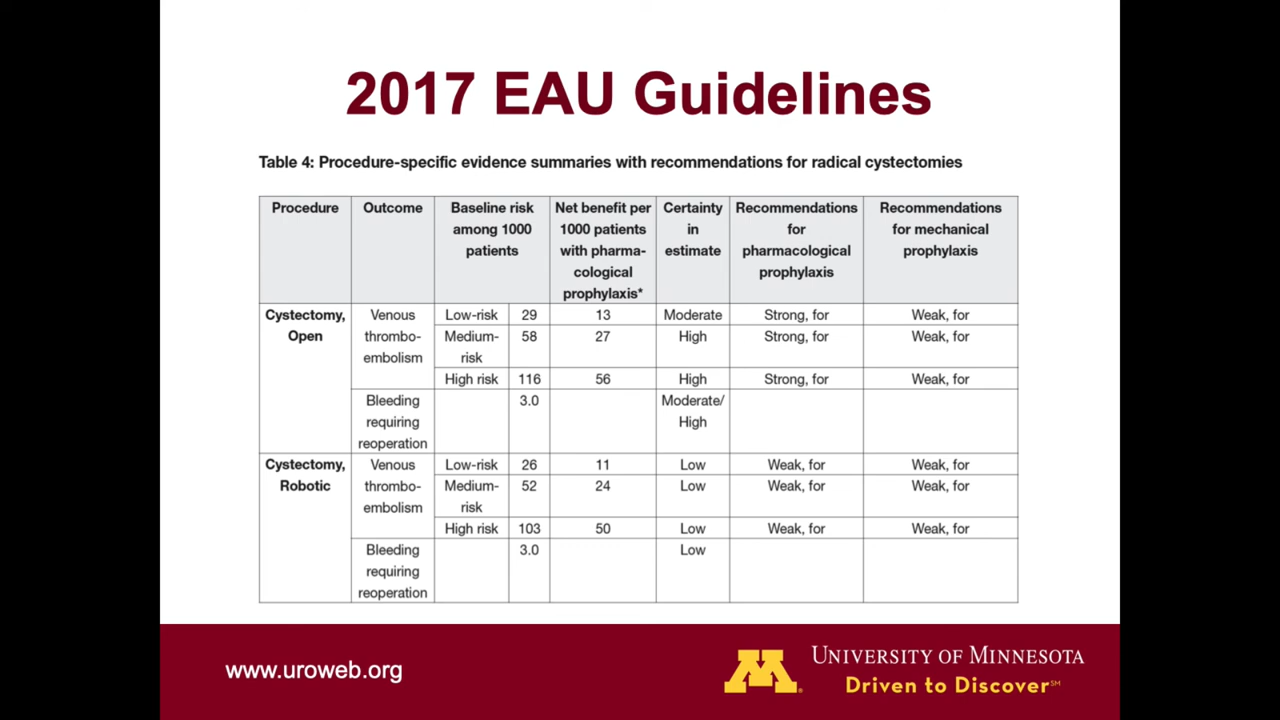 2017 EAU Guidelines
Table 4: Procedure-specific evidence summaries with recommendations for radical cystectomies
Procedure Outcome Baseline risk among 1000 patients Net benefit per 1000 patients with pharma-cological prophylaxis* Certainty in estimate Recommendations for pharmacological prophylaxis Recommendations for mechanical prophylaxis
Cystectomy, Open Venous thrombo-embolism Low-risk 29 13 Moderate Strong, for Weak, for
Medium-risk 58 27 High Strong, for Weak, for
High risk 116 56 High Strong, for Weak, for
Bleeding requiring reoperation 3.0 Moderate/High
Cystectomy, Robotic Venous thrombo-embolism Low-risk 26 11 Low Weak, for Weak, for
Medium-risk 52 24 Low Weak, for Weak, for
High risk 103 50 Low Weak, for Weak, for
Bleeding requiring reoperation 3.0 Low
www.uroweb.org
M
UNIVERSITY OF MINNESOTA
Driven to Discover℠